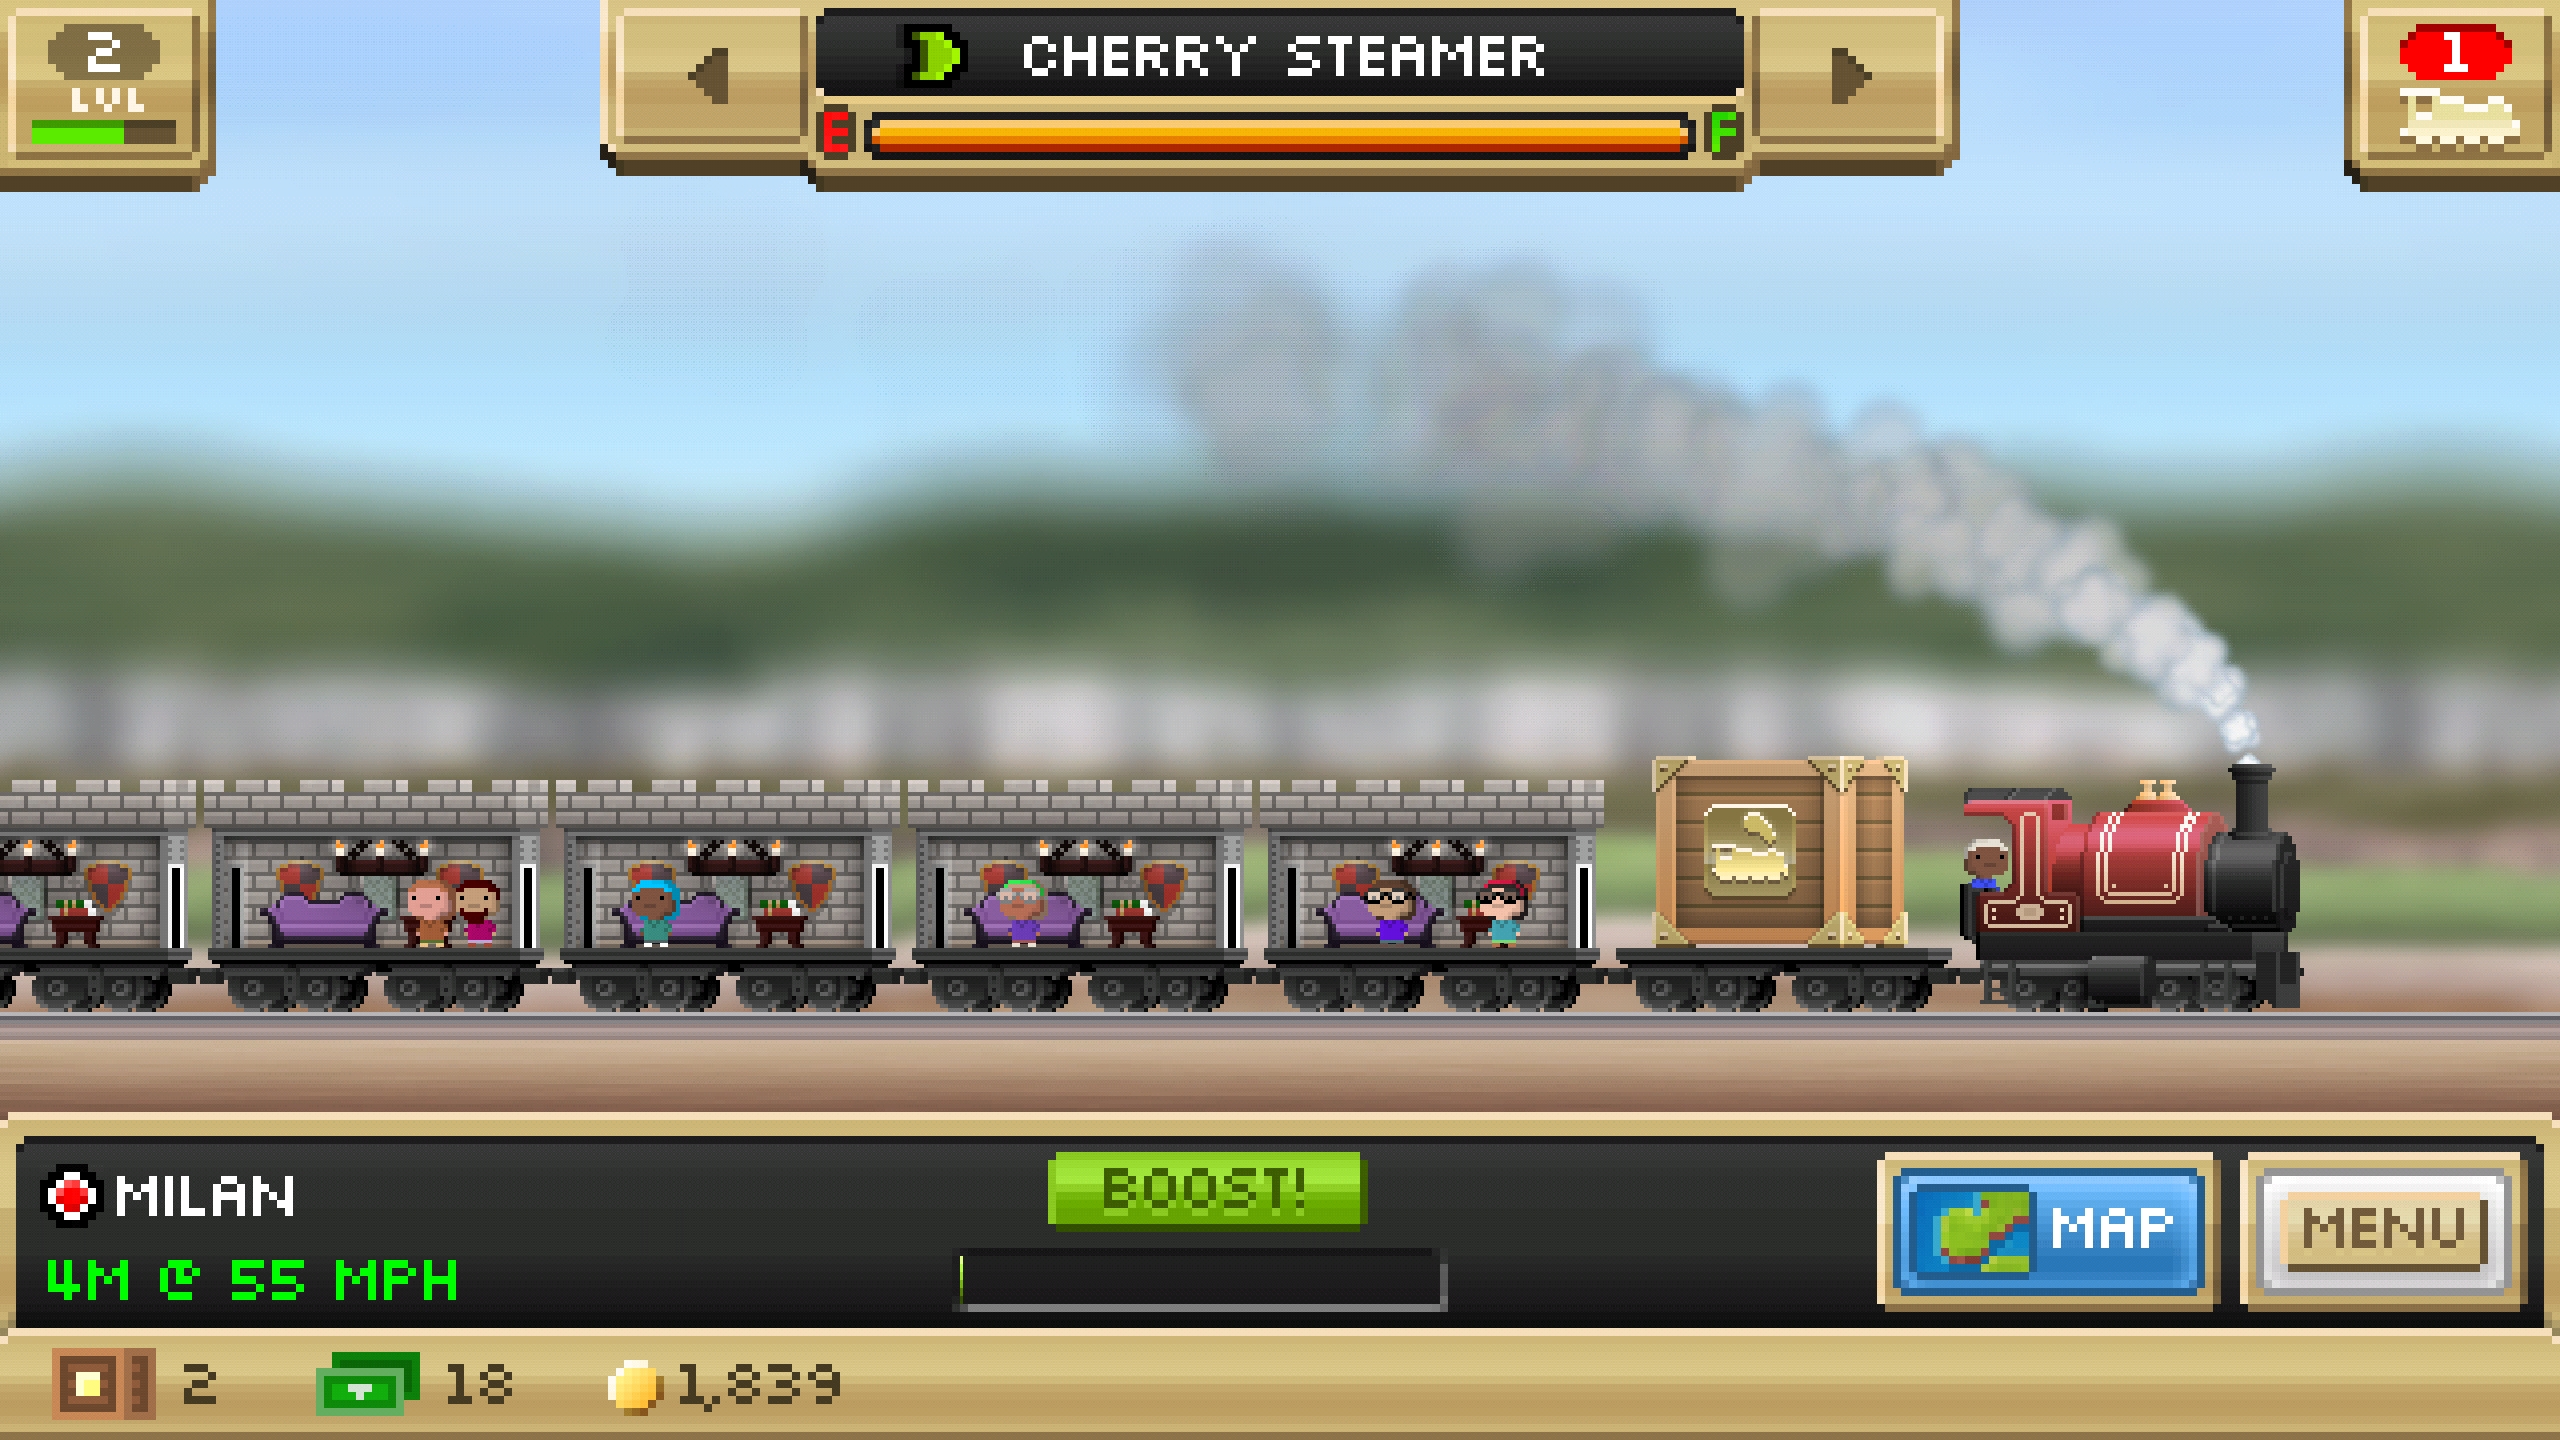 2
LVL
CHERRY STEAMER
E F
1
MILAN
4M @ 55 MPH
BOOST!
MAP
MENU
2
18
1,839